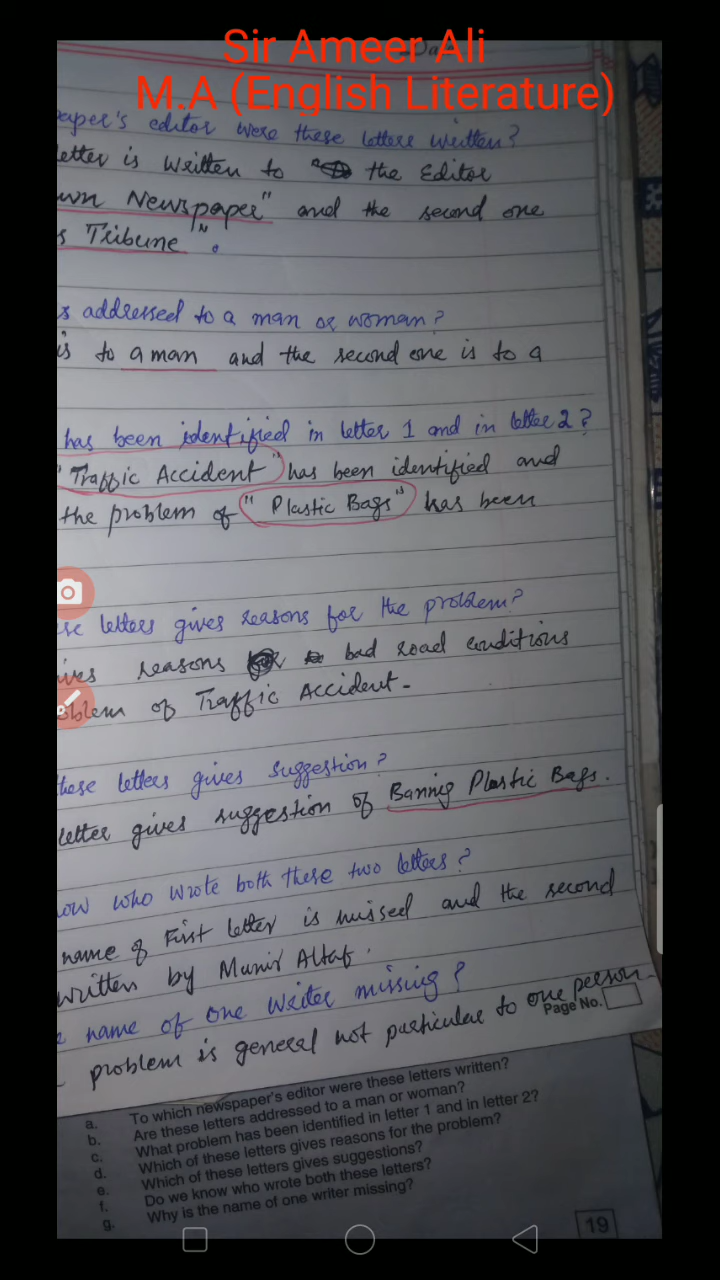 Sir Ameer Ali
M.A (English Literature)
paper's editor were these letters written?
letter is written to the Editor
wn Newspaper" and the second one
s Tribune".
s addressed to a man or woman?
is to a man and the second one is to a
has been identified in letter 1 and in letter 2?
"Traffic Accident" has been identified and
the problem of "Plastic Bags" has been
se letters gives reasons for the problem?
ives reasons bad road conditions
oblem of Traffic Accident.
these letters gives suggestion?
letter gives suggestion of Banning Plastic Bags.
now who wrote both these two letters?
name of First letter is missed and the second
written by Munir Altaf.
e name of one writer missing?
problem is general not particular to one person
Page No.
a. To which newspaper's editor were these letters written?
b. Are these letters addressed to a man or woman?
c. What problem has been identified in letter 1 and in letter 2?
d. Which of these letters gives reasons for the problem?
e. Which of these letters gives suggestions?
f. Do we know who wrote both these letters?
g. Why is the name of one writer missing?
19